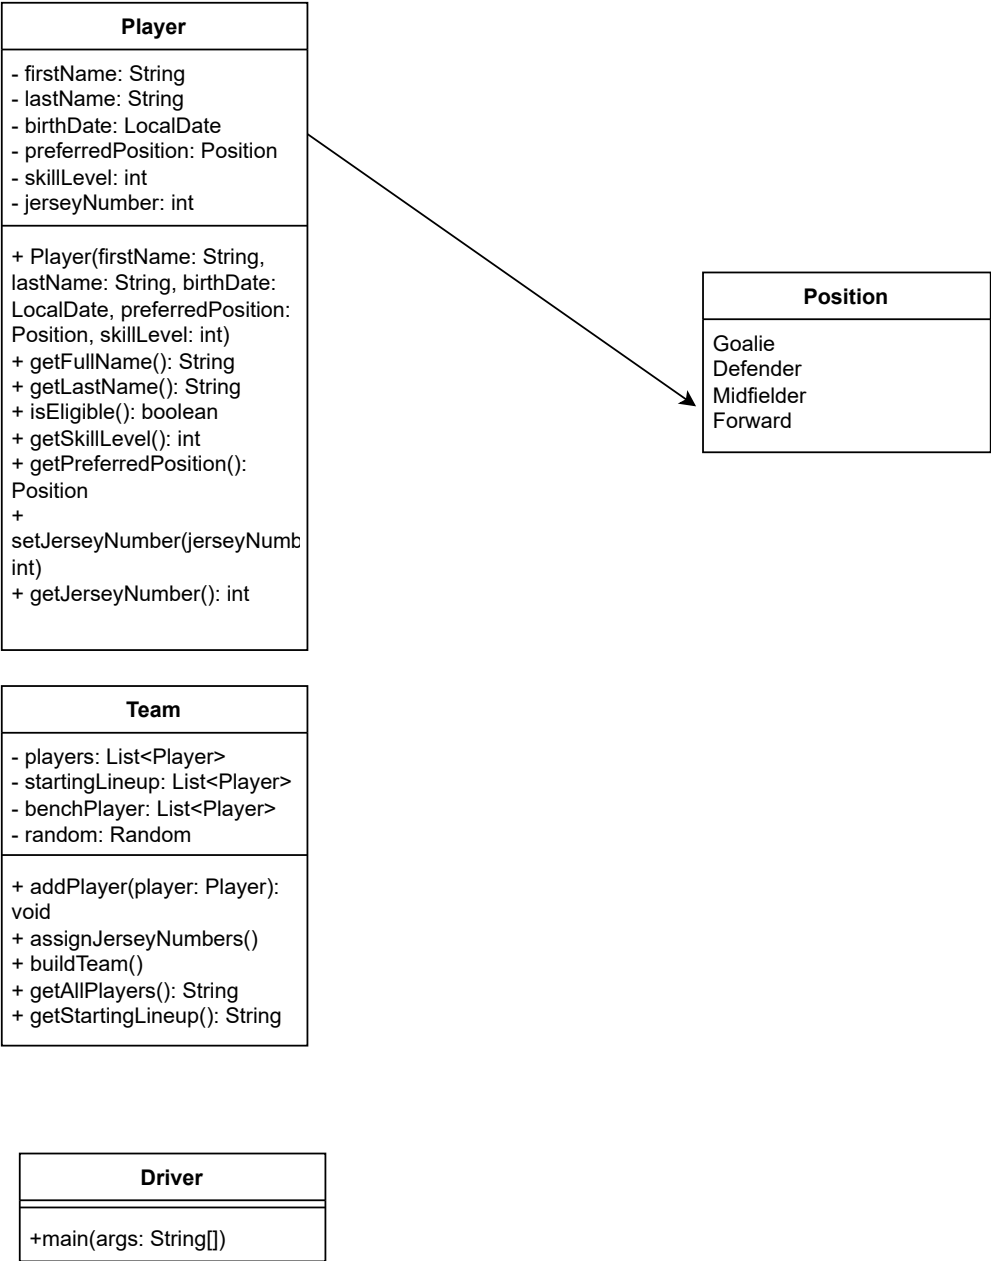 Player
- firstName: String
- lastName: String
- birthDate: LocalDate
- preferredPosition: Position
- skillLevel: int
- jerseyNumber: int
+ Player(firstName: String,
lastName: String, birthDate:
LocalDate, preferredPosition:
Position, skillLevel: int)
+ getFullName(): String
+ getLastName(): String
+ isEligible(): boolean
+ getSkillLevel(): int
+ getPreferredPosition():
Position
+
setJerseyNumber(jerseyNumb
int)
+ getJerseyNumber(): int
Position
Goalie
Defender
Midfielder
Forward
Team
- players: List<Player>
- startingLineup: List<Player>
- benchPlayer: List<Player>
- random: Random
+ addPlayer(player: Player):
void
+ assignJerseyNumbers()
+ buildTeam()
+ getAllPlayers(): String
+ getStartingLineup(): String
Driver
+main(args: String[])